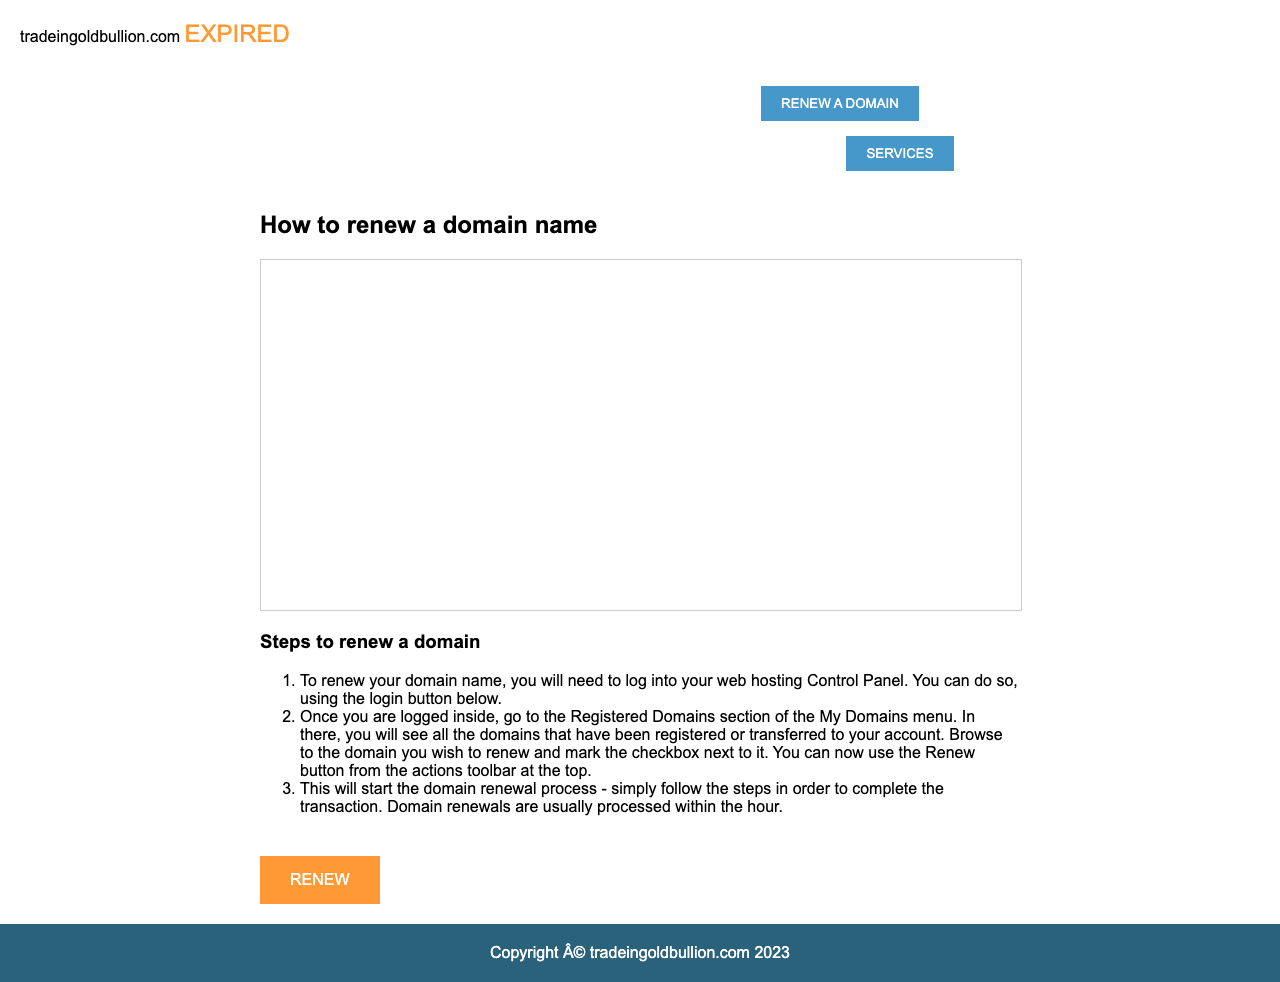 tradeingoldbullion.com EXPIRED
RENEW A DOMAIN
SERVICES
How to renew a domain name
Steps to renew a domain
1. To renew your domain name, you will need to log into your web hosting Control Panel. You can do so,
using the login button below.
2. Once you are logged inside, go to the Registered Domains section of the My Domains menu. In
there, you will see all the domains that have been registered or transferred to your account. Browse
to the domain you wish to renew and mark the checkbox next to it. You can now use the Renew
button from the actions toolbar at the top.
3. This will start the domain renewal process - simply follow the steps in order to complete the
transaction. Domain renewals are usually processed within the hour.
RENEW
Copyright Â© tradeingoldbullion.com 2023